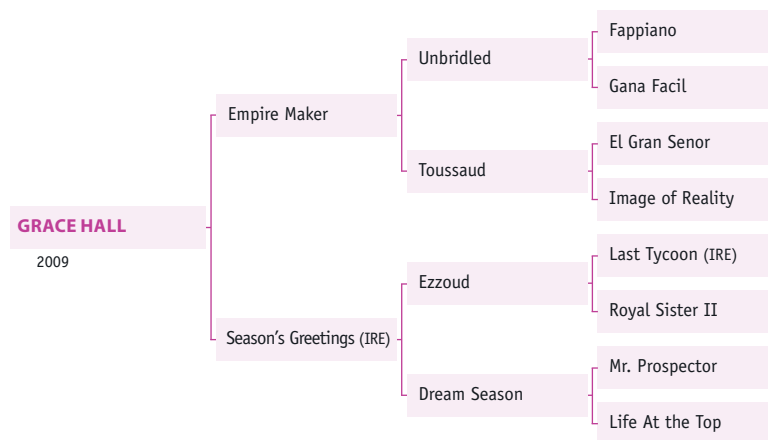 Fappiano
Unbridled
Gana Facil
Empire Maker
El Gran Senor
Toussaud
Image of Reality
GRACE HALL
2009
Last Tycoon (IRE)
Ezzoud
Royal Sister II
Season's Greetings (IRE)
Mr. Prospector
Dream Season
Life At the Top